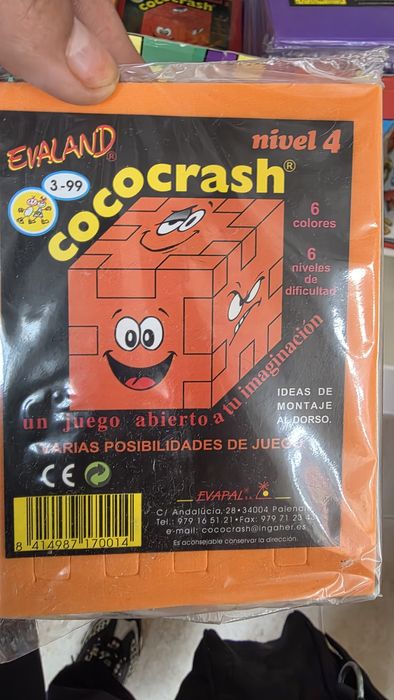 COCOCRASH
EVALAND®
nivel 4
3-99
cococrash®
6
colores
6
niveles
de
dificultad
un juego abierto a tu imaginación
IDEAS DE
MONTAJE
AL DORSO.
VARIAS POSIBILIDADES DE JUEGO
CE
EVAPAL
C/ Andalucía, 28 • 34004 Palencia
Tel.: 979 16 51 21 • Fax: 979 71 23
e-mail: cococrash@ingaher.es
Es aconsejable conservar la dirección.
8 414987 170014